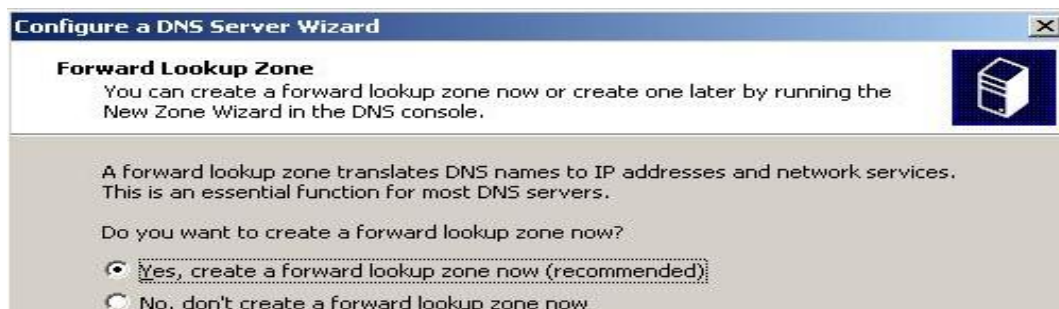 Configure a DNS Server Wizard
Forward Lookup Zone
You can create a forward lookup zone now or create one later by running the
New Zone Wizard in the DNS console.
A forward lookup zone translates DNS names to IP addresses and network services.
This is an essential function for most DNS servers.
Do you want to create a forward lookup zone now?
Yes, create a forward lookup zone now (recommended)
No, don't create a forward lookup zone now